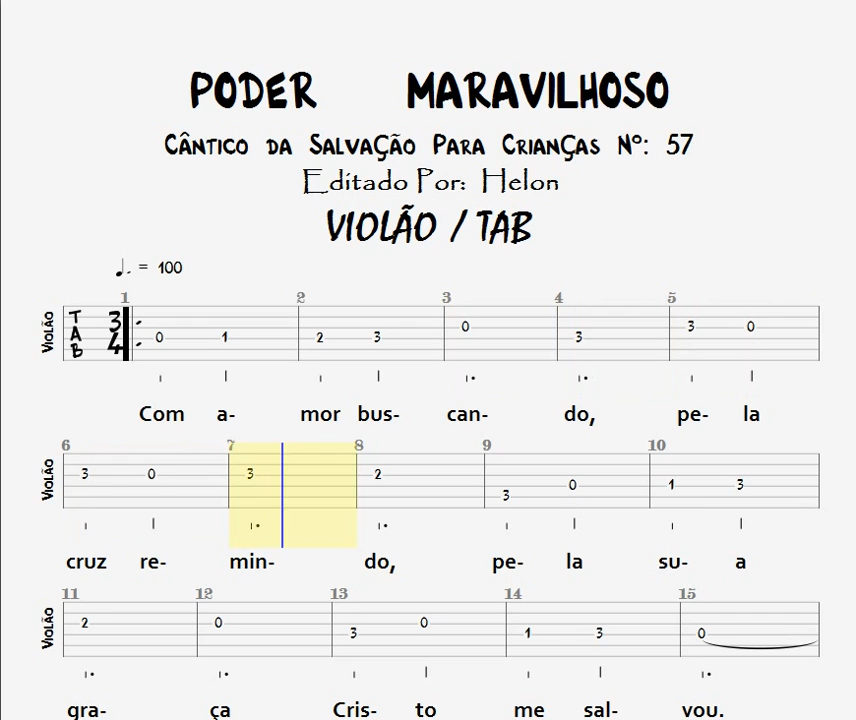 PODER MARAVILHOSO
CÂNTICO DA SALVAÇÃO PARA CRIANÇAS Nº: 57
Editado Por: Helon
VIOLÃO / TAB
♩. = 100
1 2 3 4 5
VIOLÃO TAB 3/4 0 1 2 3 0 3 3 0
Com a- mor bus- can- do, pe- la
6 7 8 9 10
VIOLÃO 3 0 3 2 3 0 1 3
cruz re- min- do, pe- la su- a
11 12 13 14 15
VIOLÃO 2 0 3 0 1 3 0
gra- ça Cris- to me sal- vou.